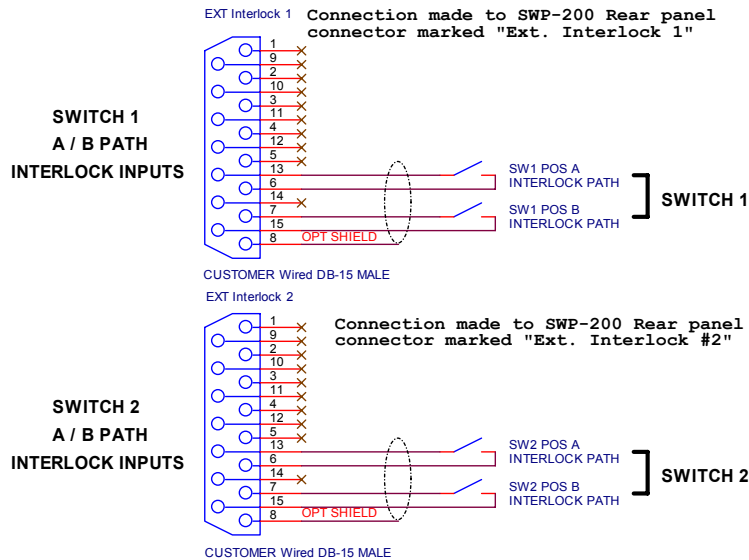 EXT Interlock 1
Connection made to SWP-200 Rear panel
connector marked "Ext. Interlock 1"
1
9
2
10
3
11
4
12
5
13
6
14
7
15
8
SWITCH 1
A / B PATH
INTERLOCK INPUTS
SW1 POS A
INTERLOCK PATH
SW1 POS B
INTERLOCK PATH
SWITCH 1
OPT SHIELD
CUSTOMER Wired DB-15 MALE
EXT Interlock 2
Connection made to SWP-200 Rear panel
connector marked "Ext. Interlock #2"
1
9
2
10
3
11
4
12
5
13
6
14
7
15
8
SWITCH 2
A / B PATH
INTERLOCK INPUTS
SW2 POS A
INTERLOCK PATH
SW2 POS B
INTERLOCK PATH
SWITCH 2
OPT SHIELD
CUSTOMER Wired DB-15 MALE